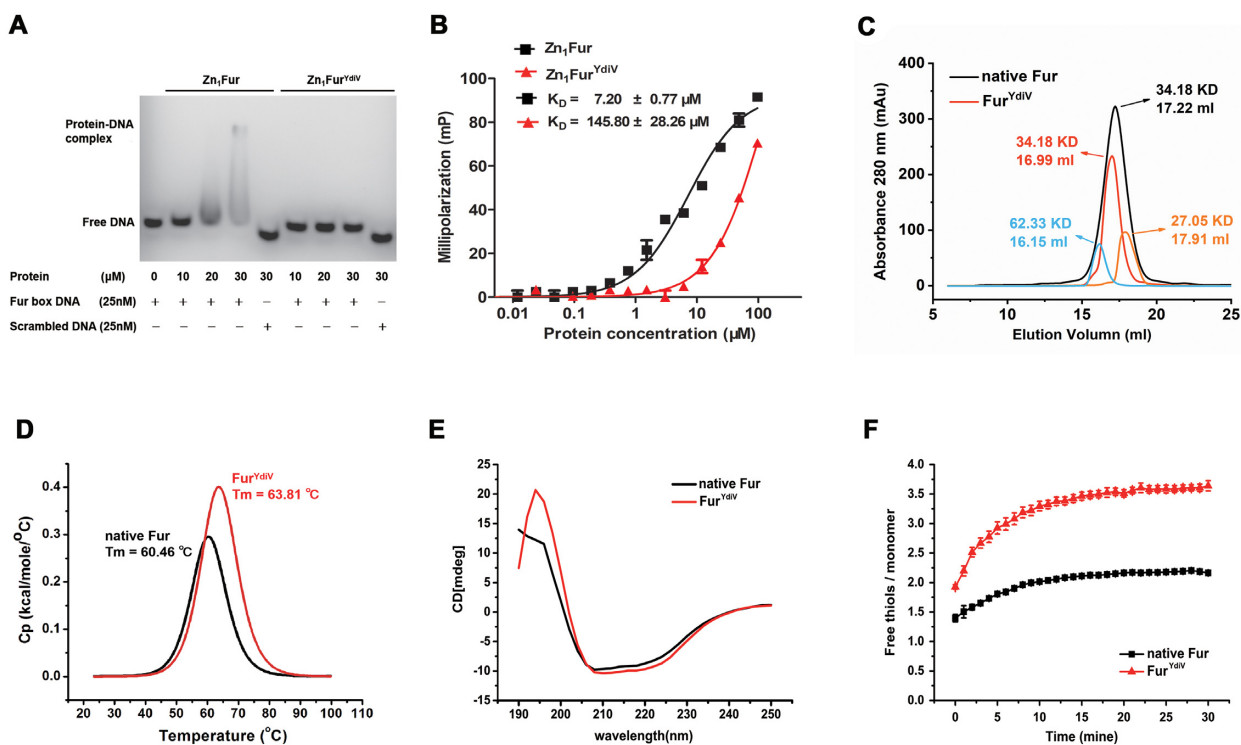 A
Zn1Fur
Zn1FurYdiV
Protein-DNA
complex
Free DNA
Protein (μM) 0 10 20 30 30 10 20 30 30
Fur box DNA (25nM) + + + + − + + + −
Scrambled DNA (25nM) − − − − + − − − +
B
Zn1Fur
Zn1FurYdiV
KD = 7.20 ± 0.77 μM
KD = 145.80 ± 28.26 μM
Millipolarization (mP)
100
80
60
40
20
0
0.01 0.1 1 10 100
Protein concentration (μM)
C
native Fur
FurYdiV
34.18 KD
17.22 ml
34.18 KD
16.99 ml
62.33 KD
16.15 ml
27.05 KD
17.91 ml
Absorbance 280 nm (mAu)
400
300
200
100
0
5 10 15 20 25
Elution Volumn (ml)
D
FurYdiV
Tm = 63.81 °C
native Fur
Tm = 60.46 °C
Cp (kcal/mole/°C)
0.4
0.3
0.2
0.1
0.0
20 30 40 50 60 70 80 90 100 110
Temperature (°C)
E
native Fur
FurYdiV
CD[mdeg]
25
20
15
10
5
0
-5
-10
-15
190 200 210 220 230 240 250
wavelength(nm)
F
Free thiols / monomer
4.0
3.5
3.0
2.5
2.0
1.5
1.0
0.5
0.0
native Fur
FurYdiV
0 5 10 15 20 25 30
Time (mine)